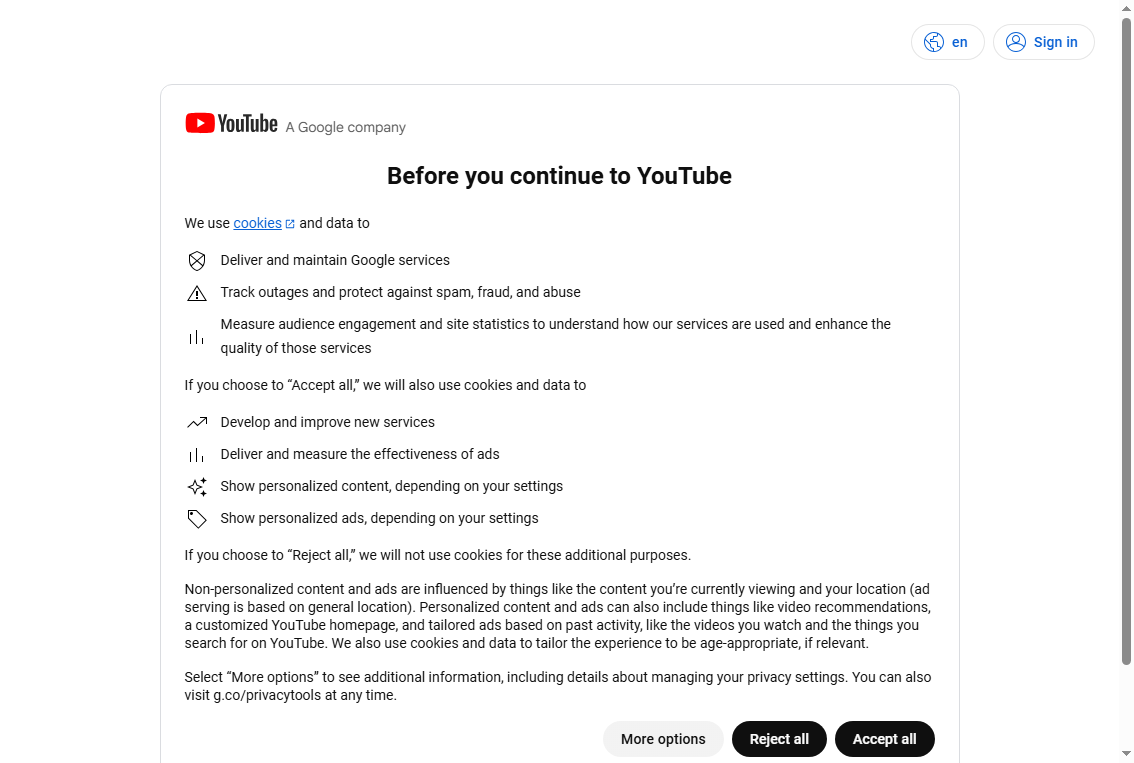 en
Sign in
YouTube A Google company
Before you continue to YouTube
We use cookies and data to
Deliver and maintain Google services
Track outages and protect against spam, fraud, and abuse
Measure audience engagement and site statistics to understand how our services are used and enhance the
quality of those services
If you choose to “Accept all,” we will also use cookies and data to
Develop and improve new services
Deliver and measure the effectiveness of ads
Show personalized content, depending on your settings
Show personalized ads, depending on your settings
If you choose to “Reject all,” we will not use cookies for these additional purposes.
Non-personalized content and ads are influenced by things like the content you’re currently viewing and your location (ad
serving is based on general location). Personalized content and ads can also include things like video recommendations,
a customized YouTube homepage, and tailored ads based on past activity, like the videos you watch and the things you
search for on YouTube. We also use cookies and data to tailor the experience to be age-appropriate, if relevant.
Select “More options” to see additional information, including details about managing your privacy settings. You can also
visit g.co/privacytools at any time.
More options
Reject all
Accept all